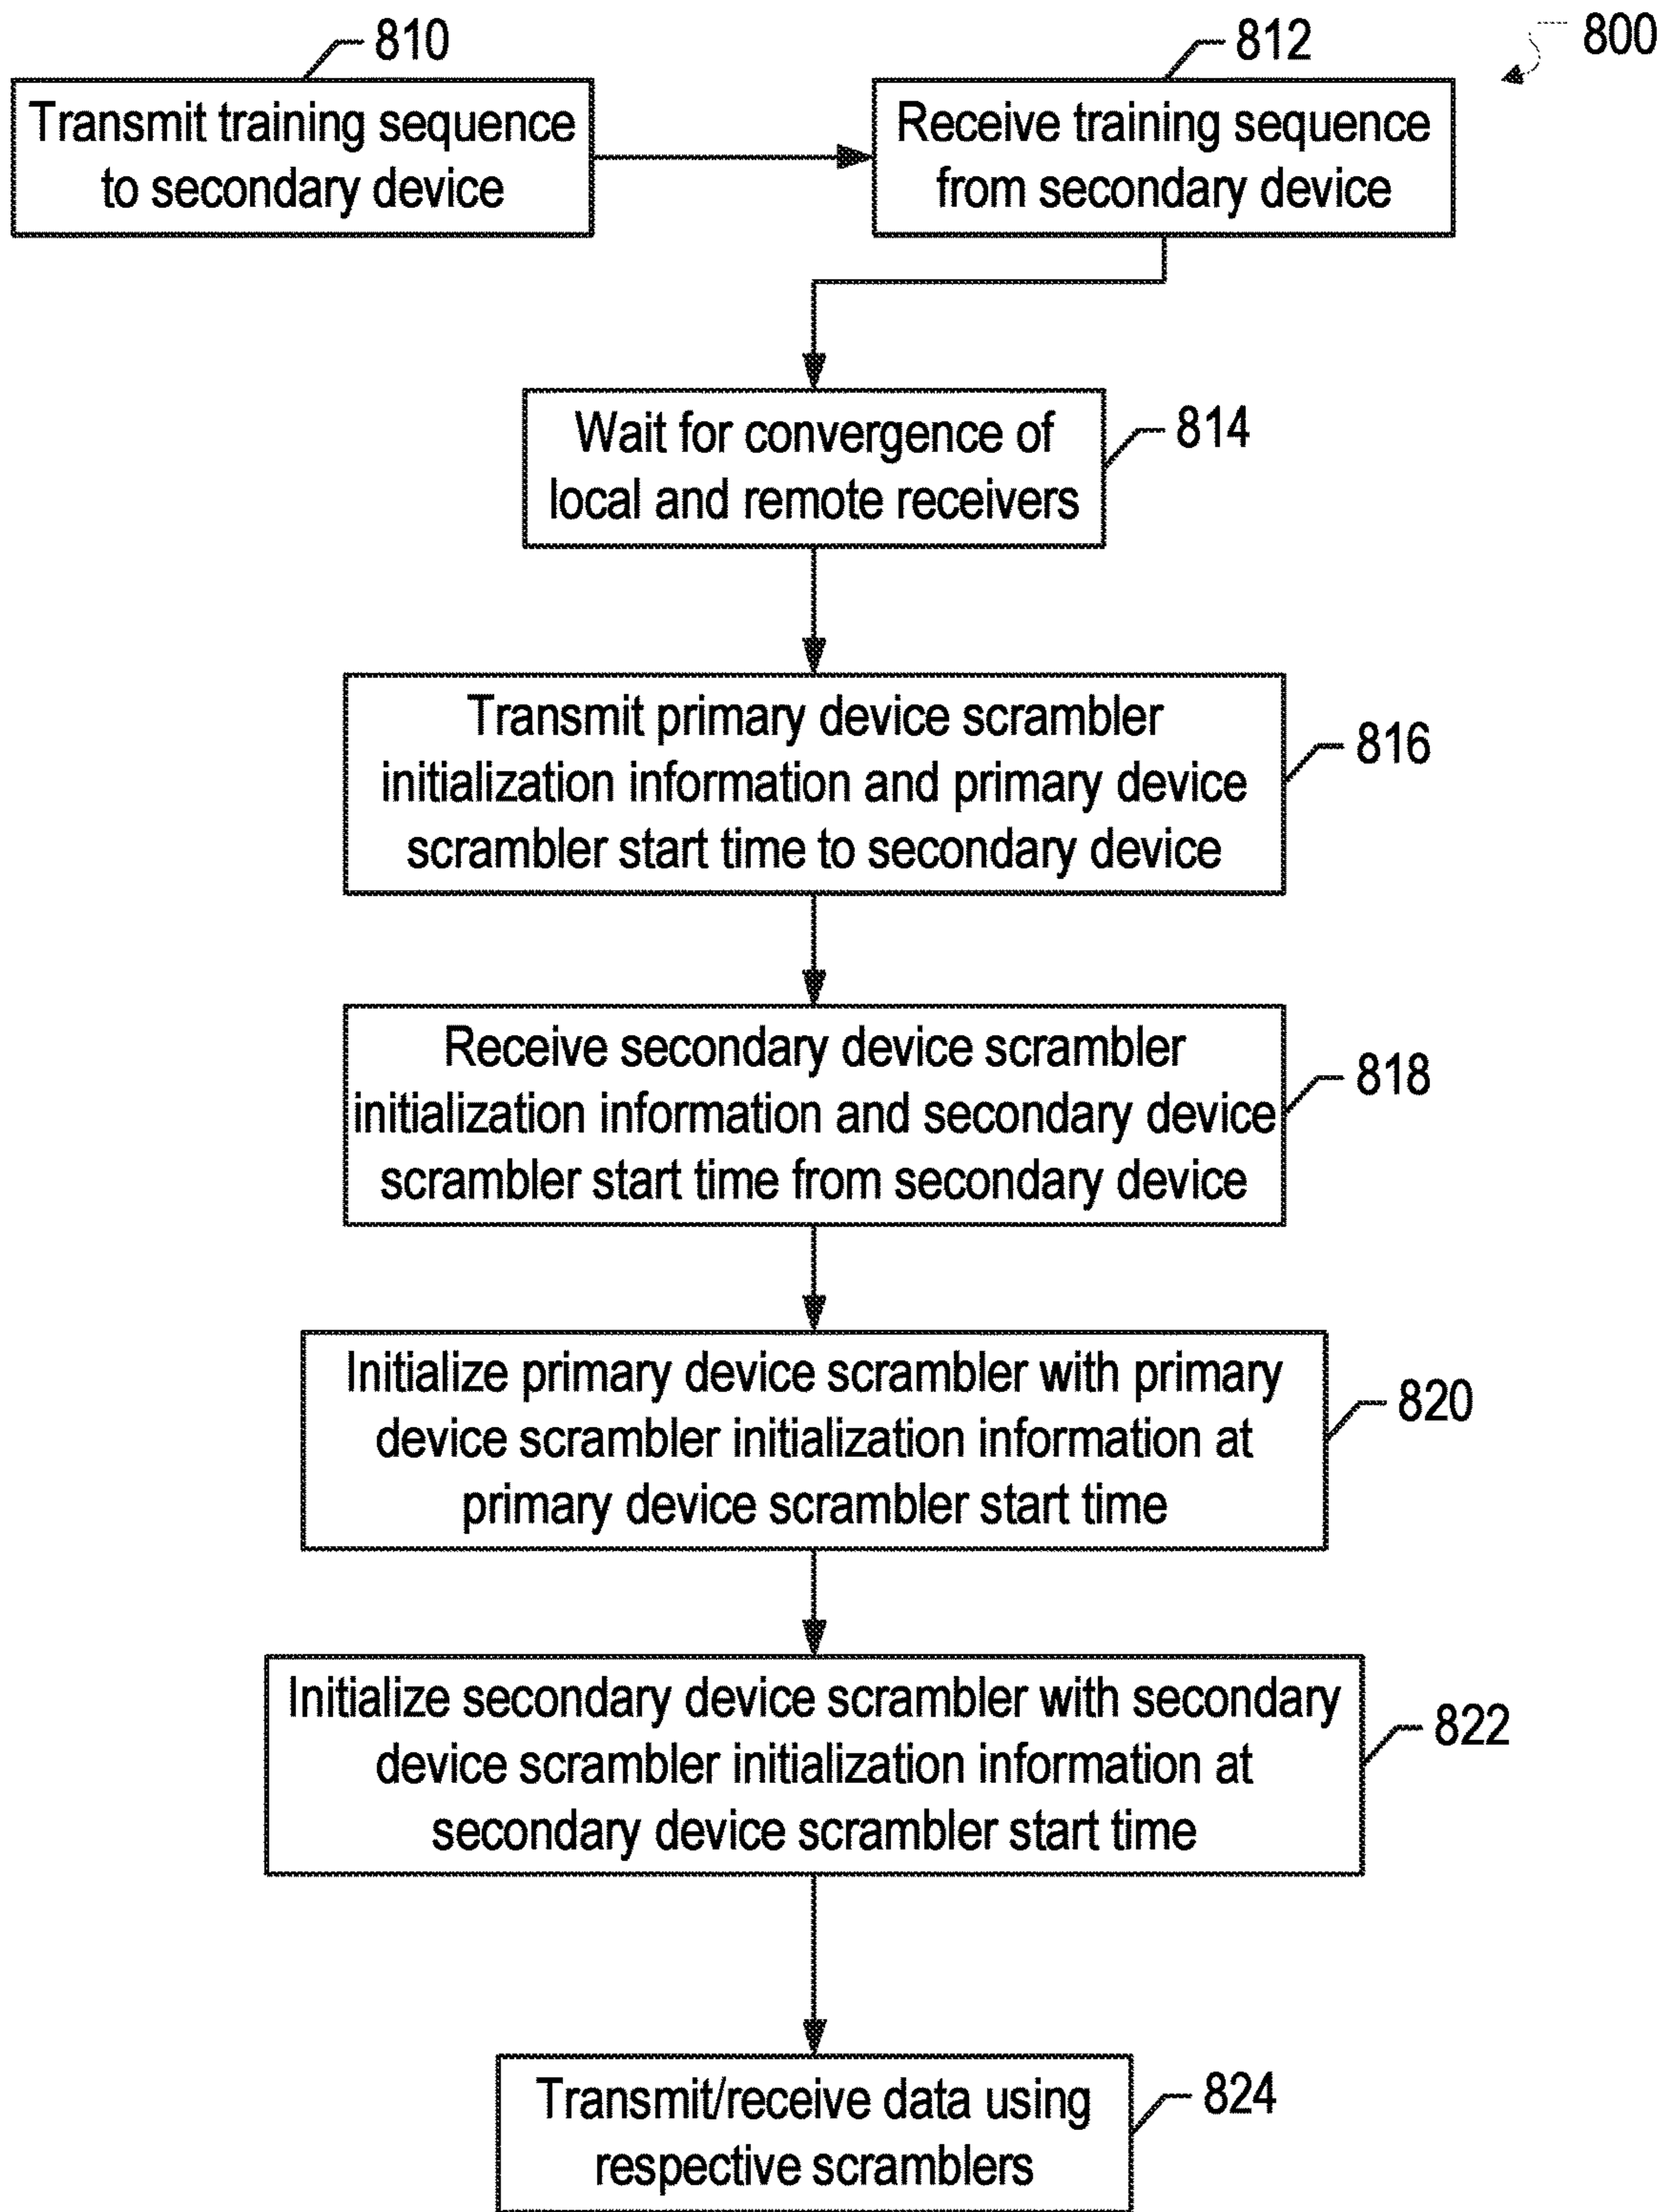 810
812
800
Transmit training sequence
to secondary device
Receive training sequence
from secondary device
Wait for convergence of
local and remote receivers
814
Transmit primary device scrambler
initialization information and primary device
scrambler start time to secondary device
816
Receive secondary device scrambler
initialization information and secondary device
scrambler start time from secondary device
818
Initialize primary device scrambler with primary
device scrambler initialization information at
primary device scrambler start time
820
Initialize secondary device scrambler with secondary
device scrambler initialization information at
secondary device scrambler start time
822
Transmit/receive data using
respective scramblers
824